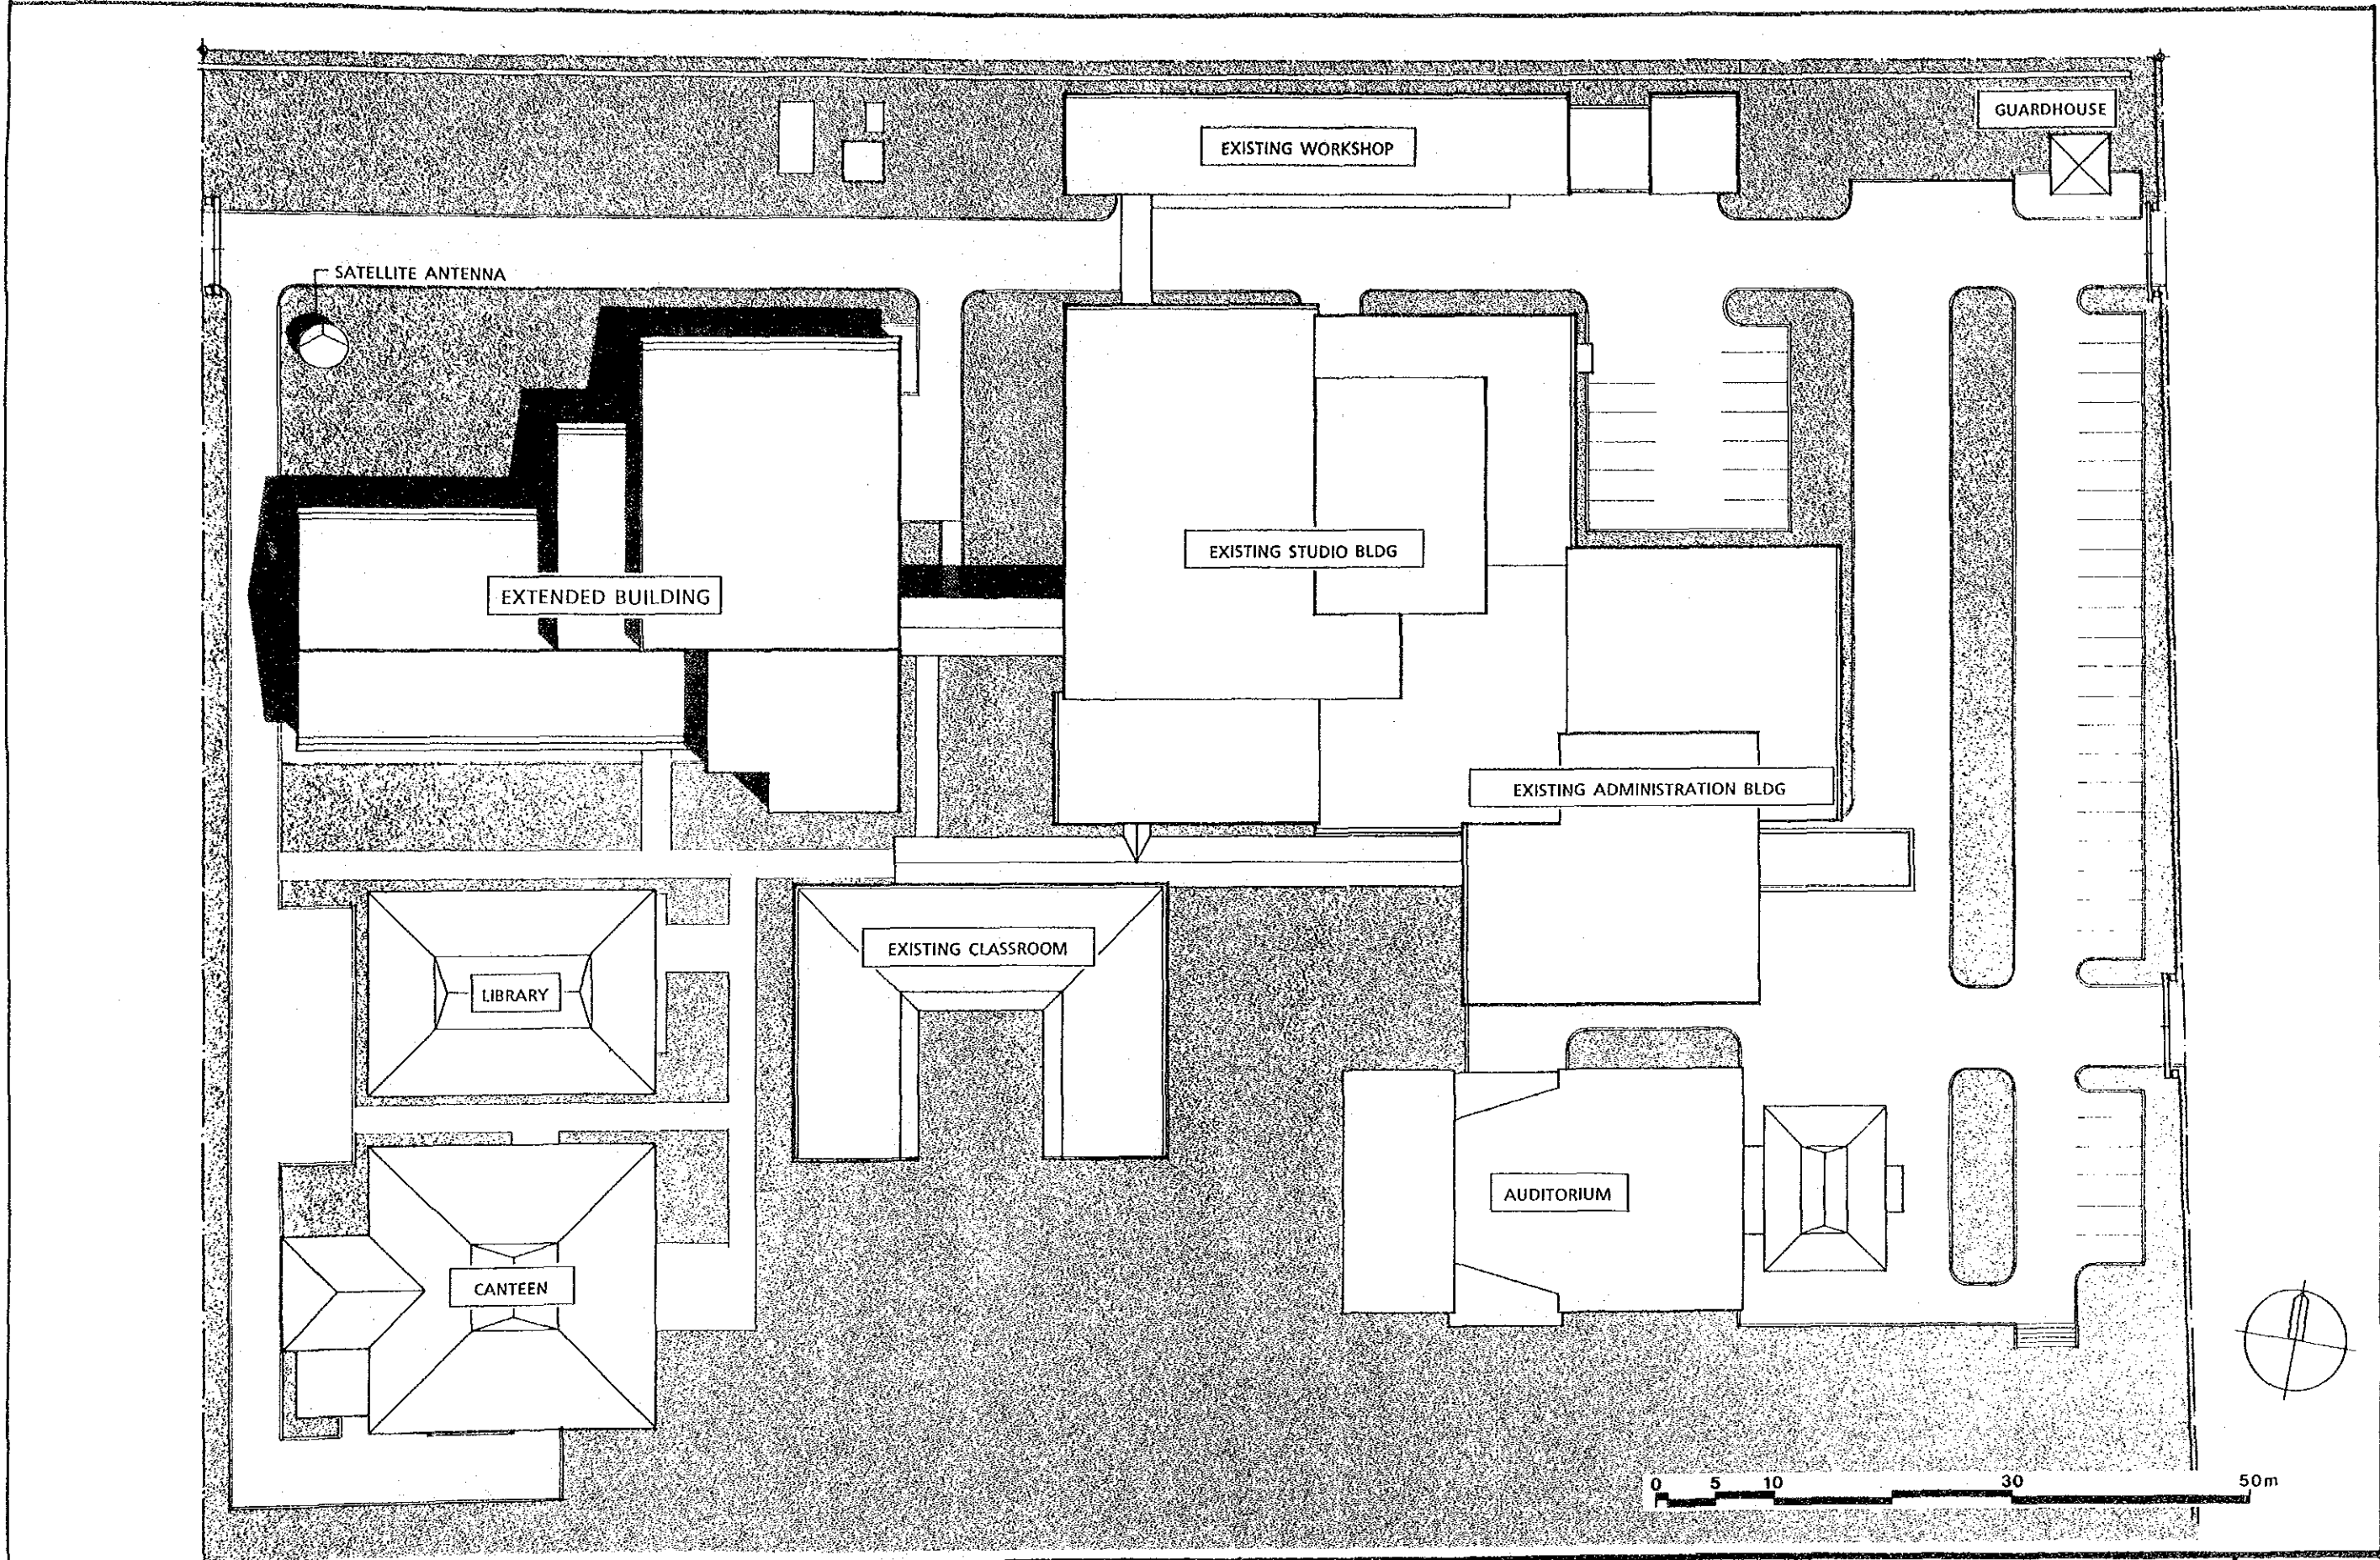 GUARDHOUSE
EXISTING WORKSHOP
SATELLITE ANTENNA
EXISTING STUDIO BLDG
EXTENDED BUILDING
EXISTING ADMINISTRATION BLDG
EXISTING CLASSROOM
LIBRARY
AUDITORIUM
CANTEEN
0 5 10 30 50m